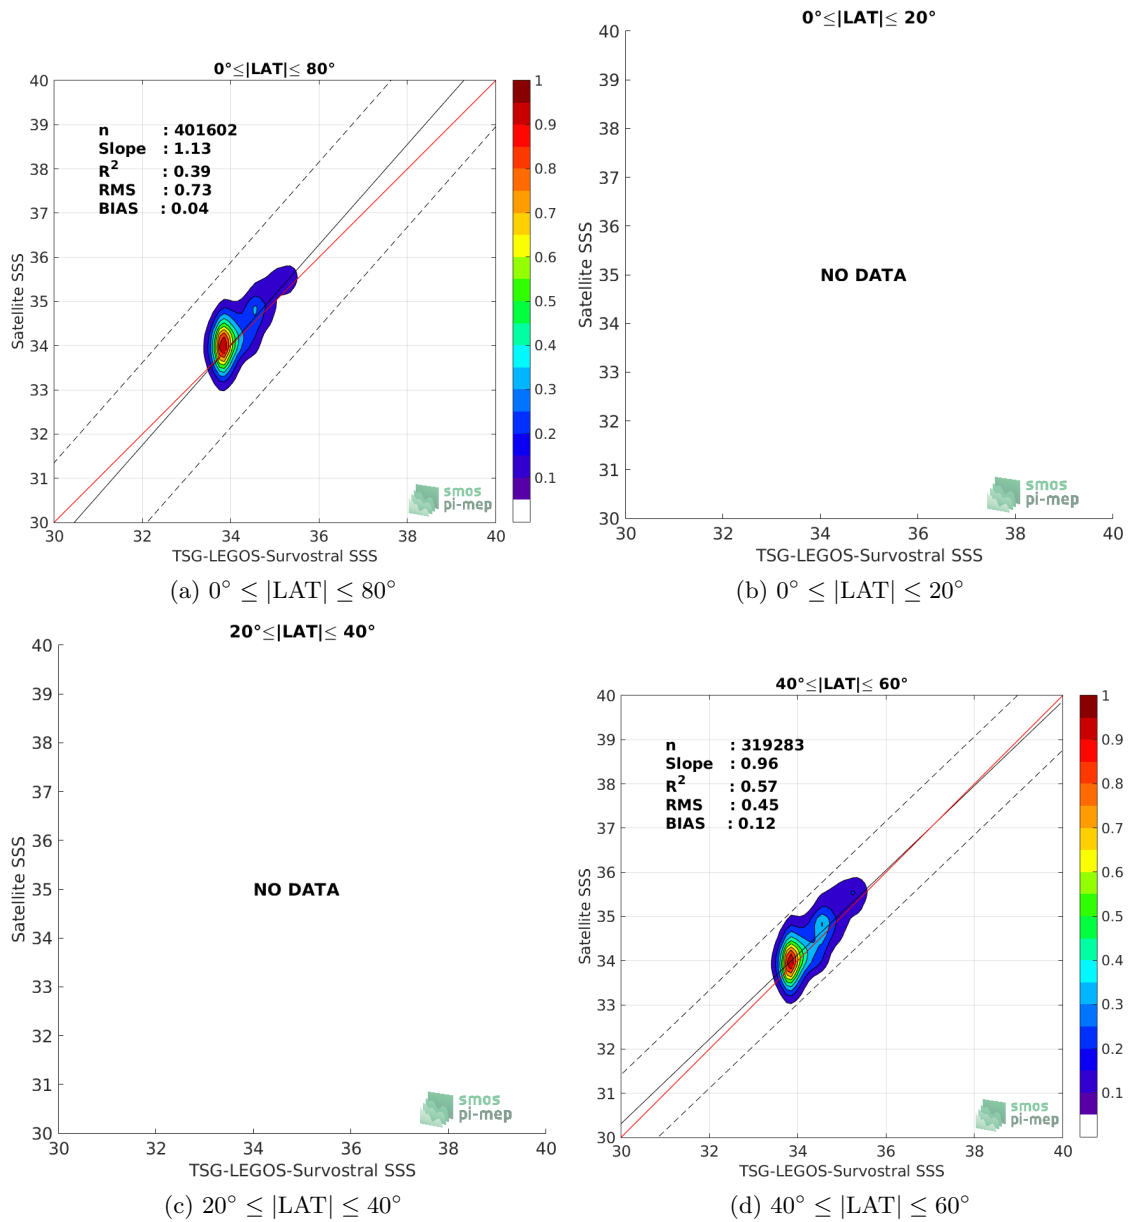 0°≤|LAT|≤ 80°
40
39
38
37
36
35
34
33
32
31
30
30
32
34
36
38
40
Satellite SSS
TSG-LEGOS-Survostral SSS
n : 401602
Slope : 1.13
R² : 0.39
RMS : 0.73
BIAS : 0.04
1
0.9
0.8
0.7
0.6
0.5
0.4
0.3
0.2
0.1
smos
pi-mep
(a) 0° ≤ |LAT| ≤ 80°
0°≤|LAT|≤ 20°
40
39
38
37
36
35
34
33
32
31
30
30
32
34
36
38
40
Satellite SSS
TSG-LEGOS-Survostral SSS
NO DATA
smos
pi-mep
(b) 0° ≤ |LAT| ≤ 20°
20°≤|LAT|≤ 40°
40
39
38
37
36
35
34
33
32
31
30
30
32
34
36
38
40
Satellite SSS
TSG-LEGOS-Survostral SSS
NO DATA
smos
pi-mep
(c) 20° ≤ |LAT| ≤ 40°
40°≤|LAT|≤ 60°
40
39
38
37
36
35
34
33
32
31
30
30
32
34
36
38
40
Satellite SSS
TSG-LEGOS-Survostral SSS
n : 319283
Slope : 0.96
R² : 0.57
RMS : 0.45
BIAS : 0.12
1
0.9
0.8
0.7
0.6
0.5
0.4
0.3
0.2
0.1
smos
pi-mep
(d) 40° ≤ |LAT| ≤ 60°